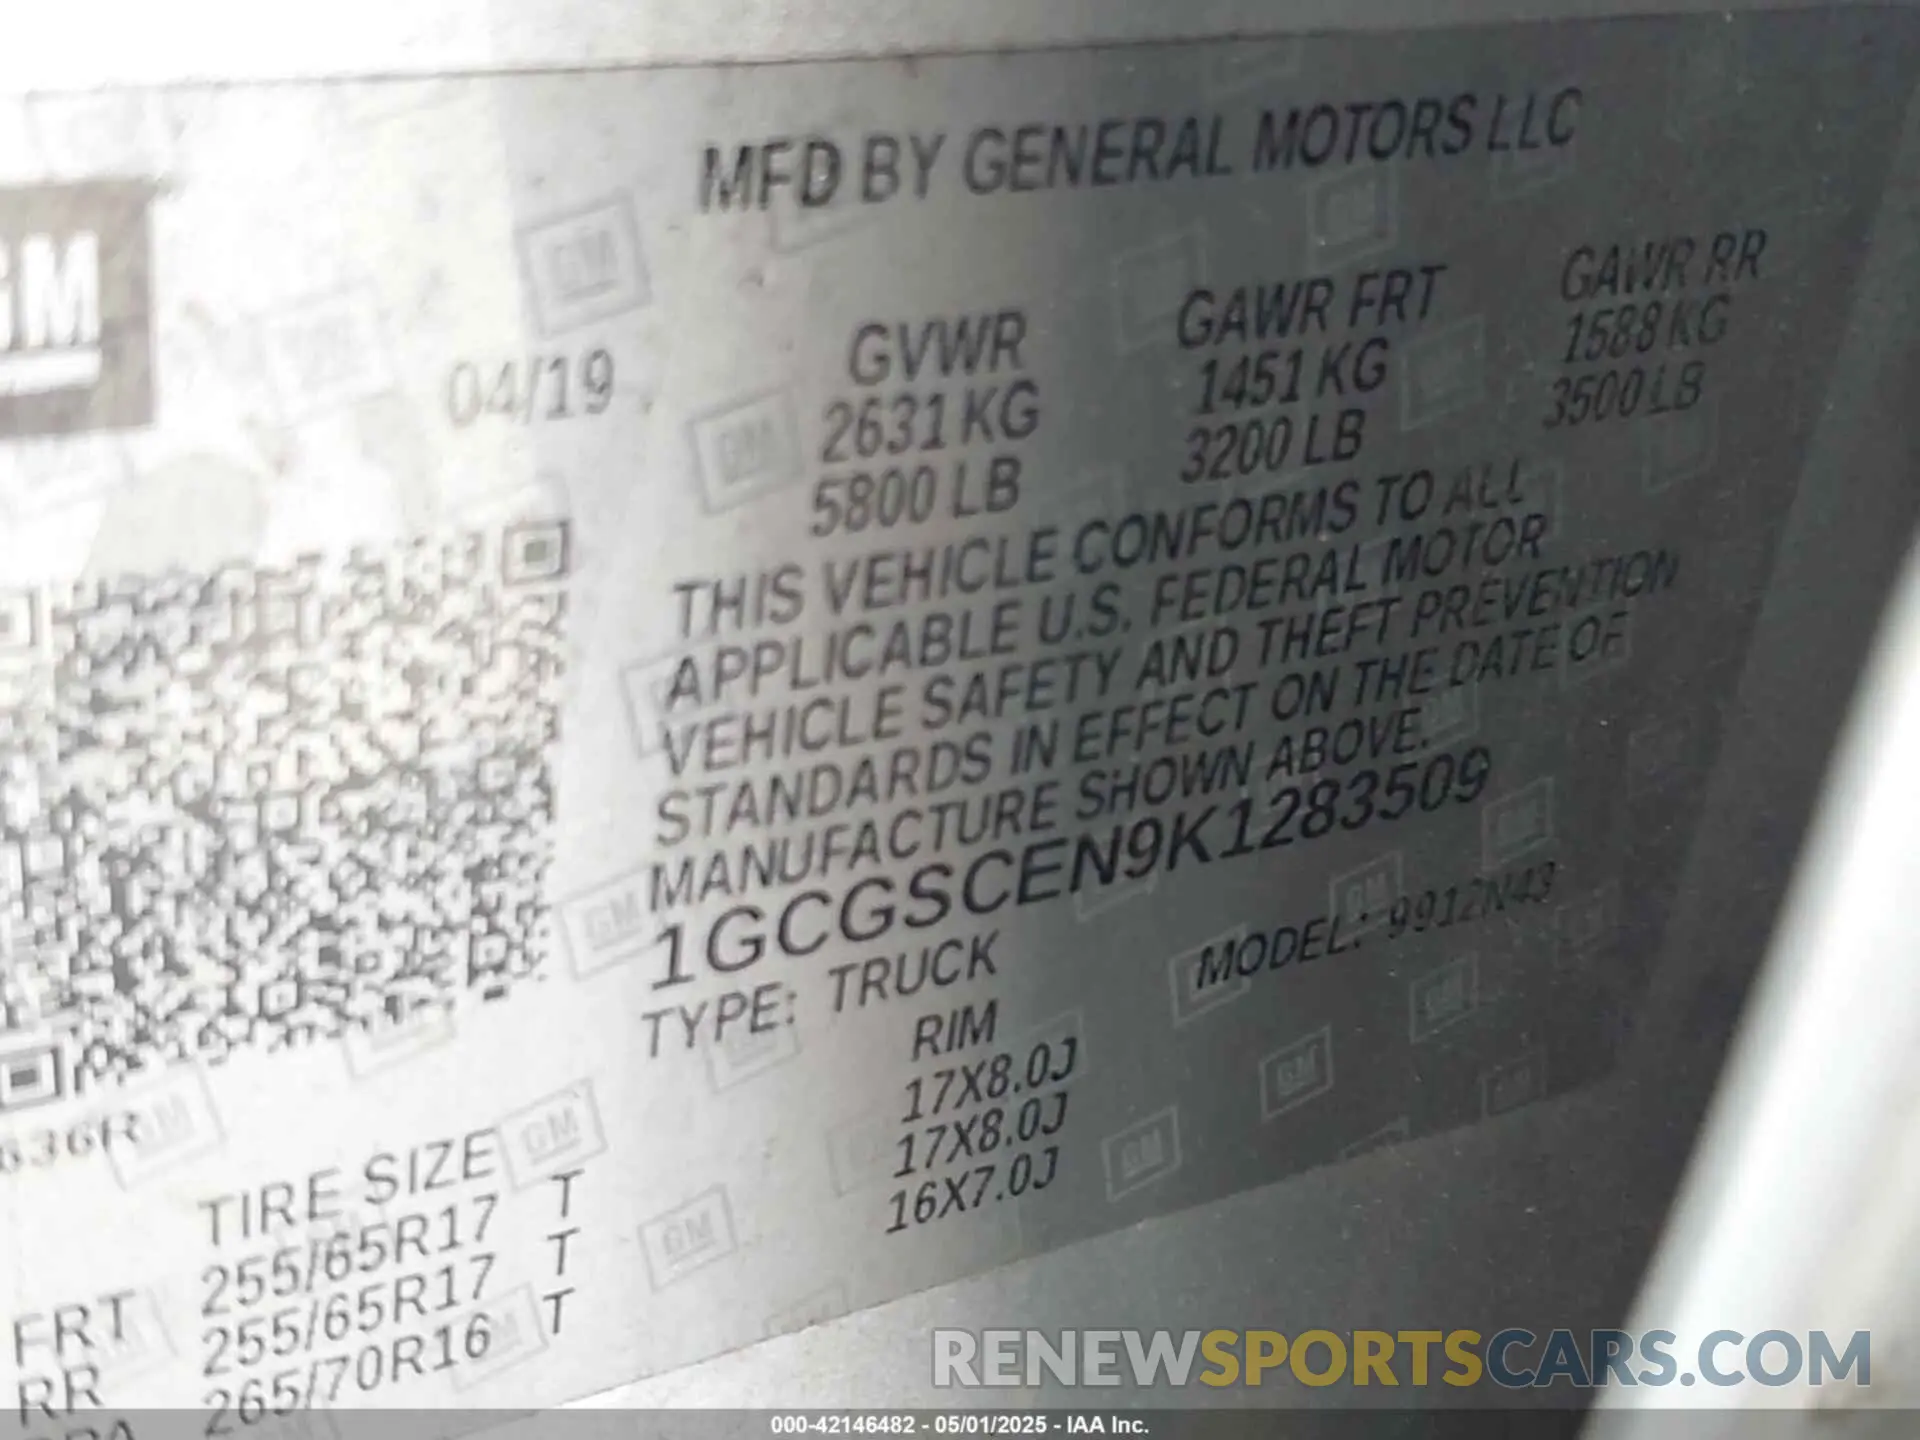 MFD BY GENERAL MOTORS LLC
GM
04/19
GVWR GAWR FRT GAWR RR
2631 KG 1451 KG 1588 KG
5800 LB 3200 LB 3500 LB
THIS VEHICLE CONFORMS TO ALL
APPLICABLE U.S. FEDERAL MOTOR
VEHICLE SAFETY AND THEFT PREVENTION
STANDARDS IN EFFECT ON THE DATE OF
MANUFACTURE SHOWN ABOVE.
1GCGSCEN9K1283509
TYPE: TRUCK MODEL: 9912N43
636R
TIRE SIZE RIM
FRT 255/65R17 T 17X8.0J
RR 255/65R17 T 17X8.0J
SPA 265/70R16 T 16X7.0J
RENEWSPORTSCARS.COM
000-42146482 - 05/01/2025 - IAA Inc.